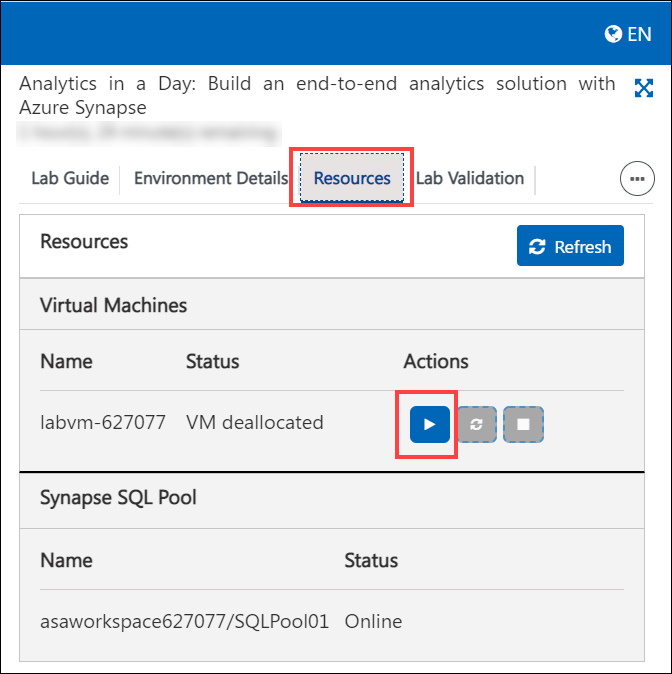 EN
Analytics in a Day: Build an end-to-end analytics solution with
Azure Synapse
Lab Guide Environment Details Resources Lab Validation
Resources Refresh
Virtual Machines
Name Status Actions
labvm-627077 VM deallocated
Synapse SQL Pool
Name Status
asaworkspace627077/SQLPool01 Online